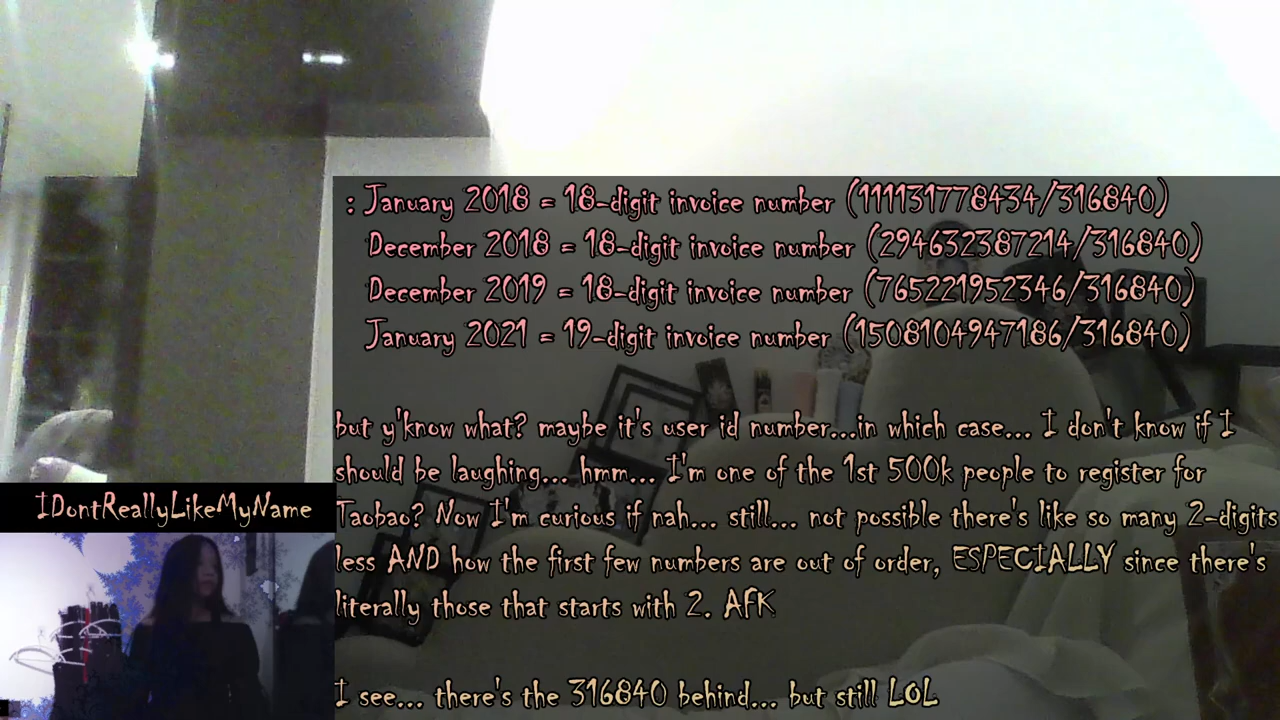 : January 2018 = 18-digit invoice number (111131778434/316840)
December 2018 = 18-digit invoice number (294632387214/316840)
December 2019 = 18-digit invoice number (765221952346/316840)
January 2021 = 19-digit invoice number (1508104947186/316840)
but y'know what? maybe it's user id number...in which case... I don't know if I
should be laughing... hmm... I'm one of the 1st 500k people to register for
Taobao? Now I'm curious if nah... still... not possible there's like so many 2-digits
less AND how the first few numbers are out of order, ESPECIALLY since there's
literally those that starts with 2. AFK
I see... there's the 316840 behind... but still LOL
IDontReallyLikeMyName